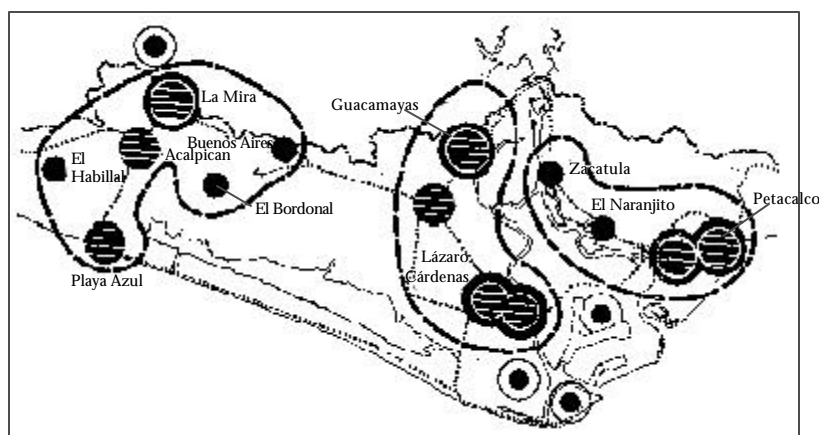 La Mira
Guacamayas
Buenos Aires
Acalpican
El
Habillal
Zacatula
Petacalco
El Naranjito
El Bordonal
Lázaro
Cárdenas
Playa Azul